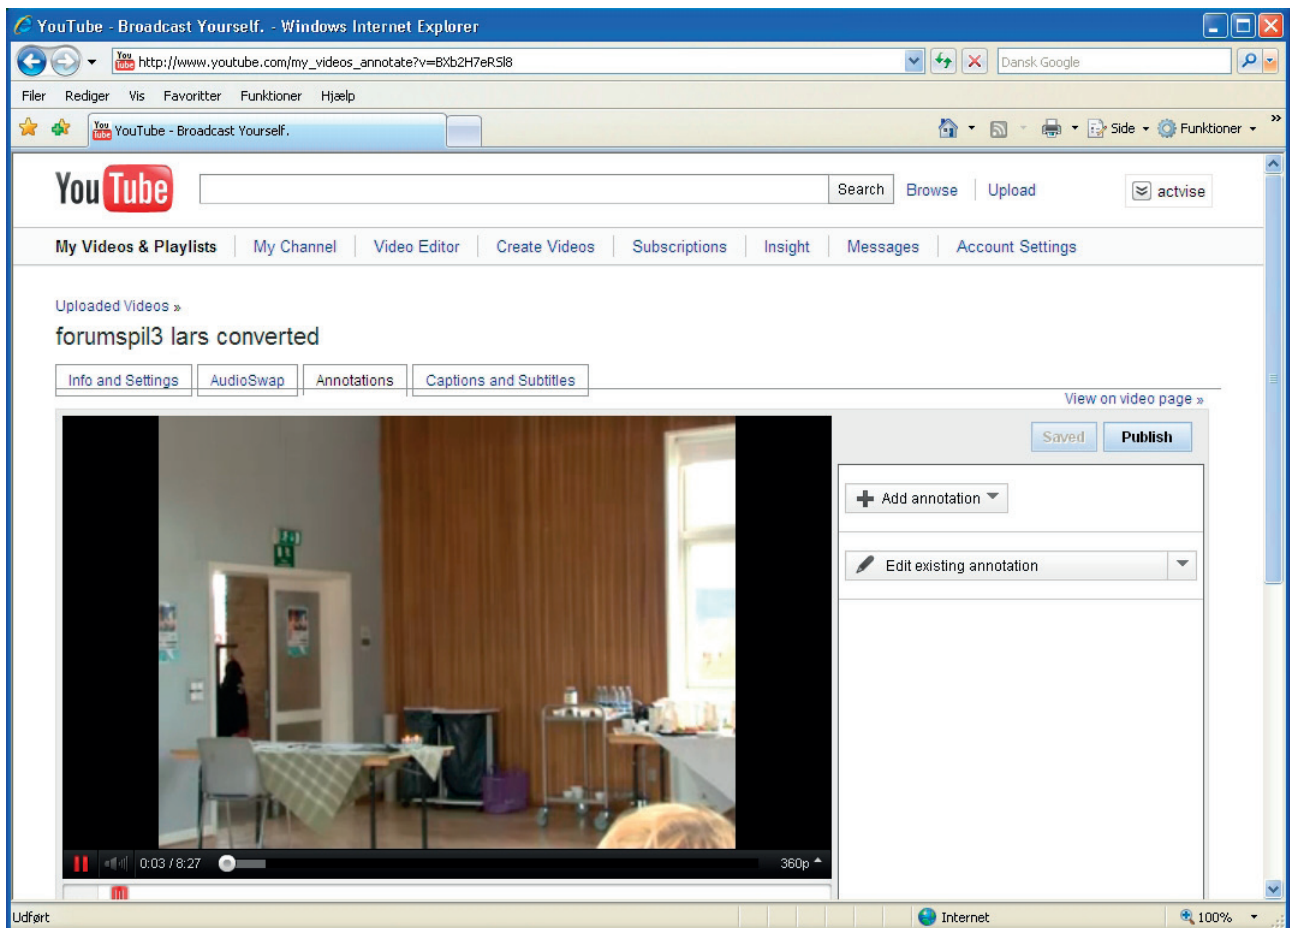 YouTube - Broadcast Yourself. - Windows Internet Explorer
http://www.youtube.com/my_videos_annotate?v=BXb2H7eRSl8 Dansk Google
Filer Rediger Vis Favoritter Funktioner Hjælp
YouTube - Broadcast Yourself. Side Funktioner »
YouTube Search Browse Upload actvise
My Videos & Playlists My Channel Video Editor Create Videos Subscriptions Insight Messages Account Settings
Uploaded Videos »
forumspil3 lars converted
Info and Settings AudioSwap Annotations Captions and Subtitles
View on video page »
Saved Publish
Add annotation
Edit existing annotation
0:03 / 8:27 360p
Udført Internet 100%